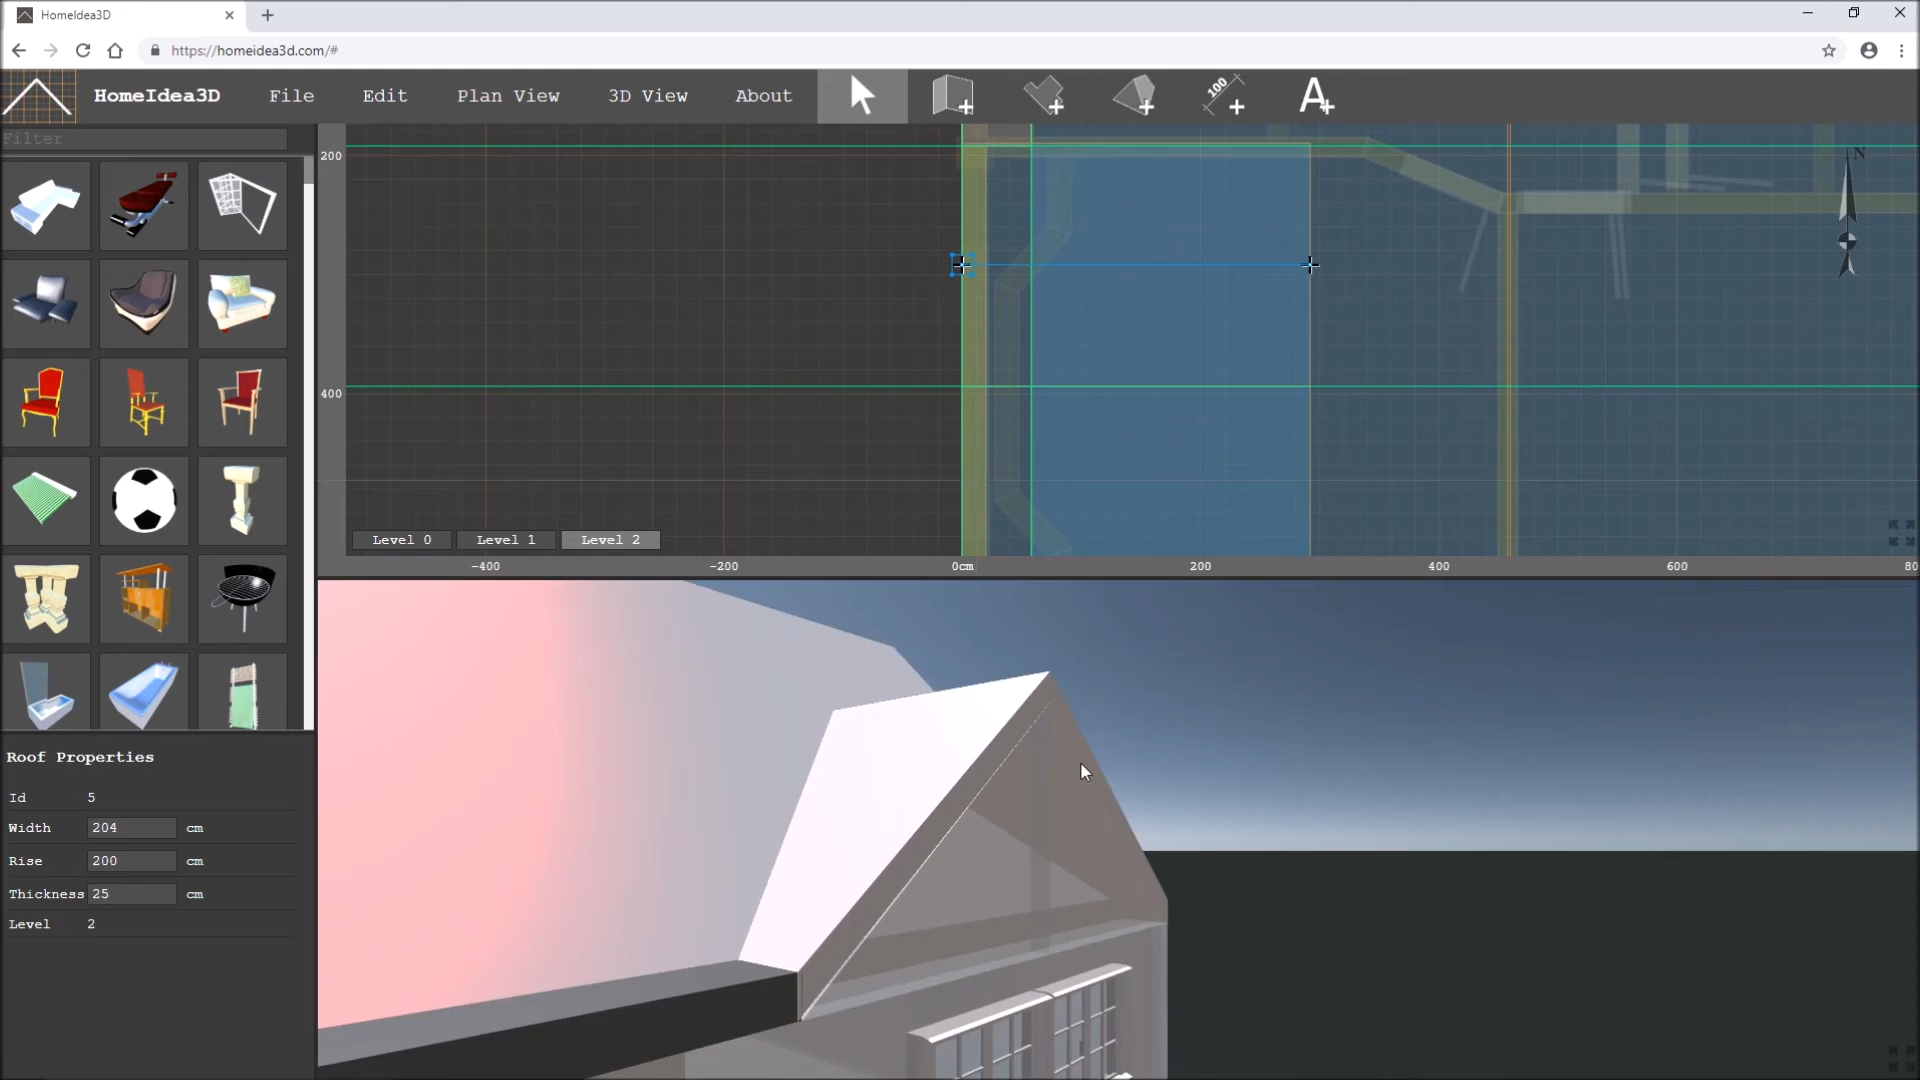 HomeIdea3D
https://homeidea3d.com/#
HomeIdea3D File Edit Plan View 3D View About 100 A
Filter
200
400
N
Level 0 Level 1 Level 2
-400 -200 0cm 200 400 600 80
Roof Properties
Id 5
Width 204 cm
Rise 200 cm
Thickness 25 cm
Level 2